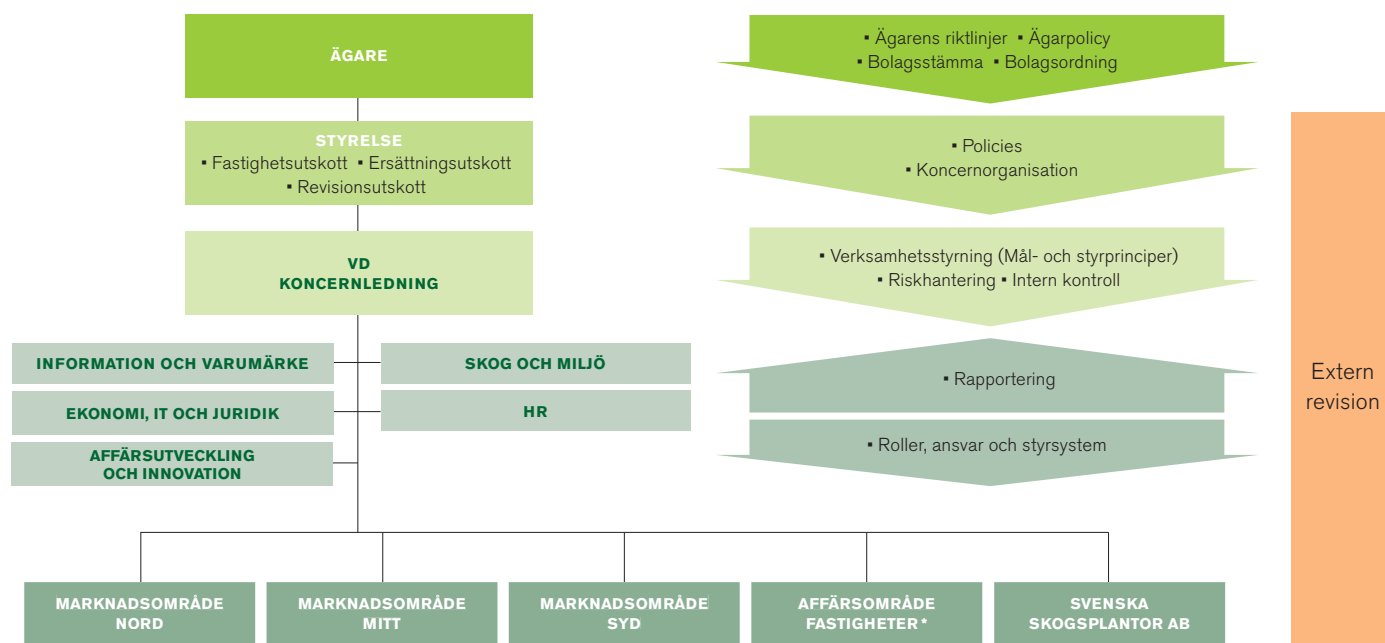 ÄGARE
STYRELSE
▪ Fastighetsutskott ▪ Ersättningsutskott
▪ Revisionsutskott
VD
KONCERNLEDNING
INFORMATION OCH VARUMÄRKE
SKOG OCH MILJÖ
EKONOMI, IT OCH JURIDIK
HR
AFFÄRSUTVECKLING
OCH INNOVATION
▪ Ägarens riktlinjer ▪ Ägarpolicy
▪ Bolagsstämma ▪ Bolagsordning
▪ Policies
▪ Koncernorganisation
▪ Verksamhetsstyrning (Mål- och styrprinciper)
▪ Riskhantering ▪ Intern kontroll
▪ Rapportering
▪ Roller, ansvar och styrsystem
Extern
revision
MARKNADSOMRÅDE
NORD
MARKNADSOMRÅDE
MITT
MARKNADSOMRÅDE
SYD
AFFÄRSOMRÅDE
FASTIGHETER*
SVENSKA
SKOGSPLANTOR AB